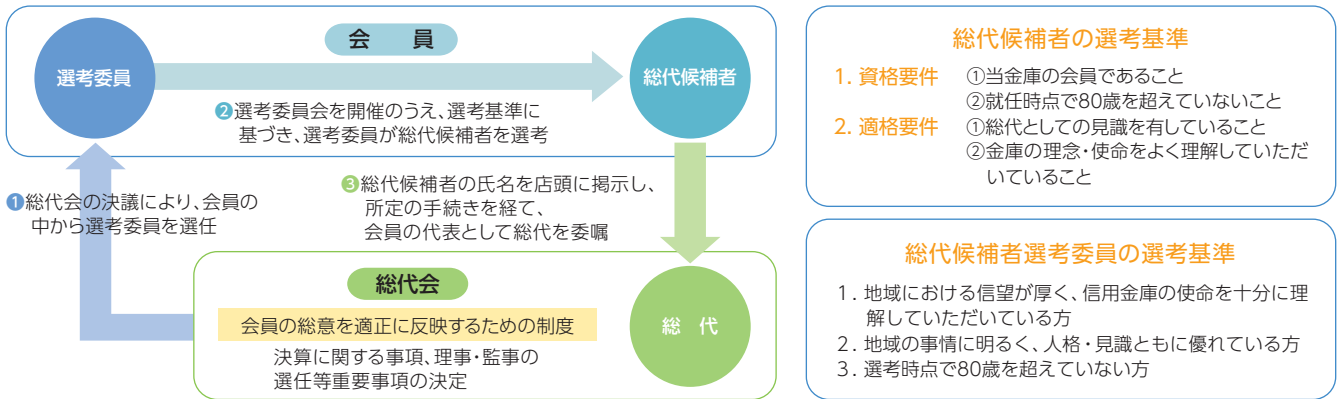 会　員
選考委員
総代候補者
❷選考委員会を開催のうえ、選考基準に
基づき、選考委員が総代候補者を選考
❶総代会の決議により、会員の
中から選考委員を選任
❸総代候補者の氏名を店頭に掲示し、
所定の手続きを経て、
会員の代表として総代を委嘱
総代会
会員の総意を適正に反映するための制度
決算に関する事項、理事・監事の
選任等重要事項の決定
総　代
総代候補者の選考基準
1. 資格要件　①当金庫の会員であること
②就任時点で80歳を超えていないこと
2. 適格要件　①総代としての見識を有していること
②金庫の理念・使命をよく理解していただ
いていること
総代候補者選考委員の選考基準
1. 地域における信望が厚く、信用金庫の使命を十分に理
解していただいている方
2. 地域の事情に明るく、人格・見識ともに優れている方
3. 選考時点で80歳を超えていない方